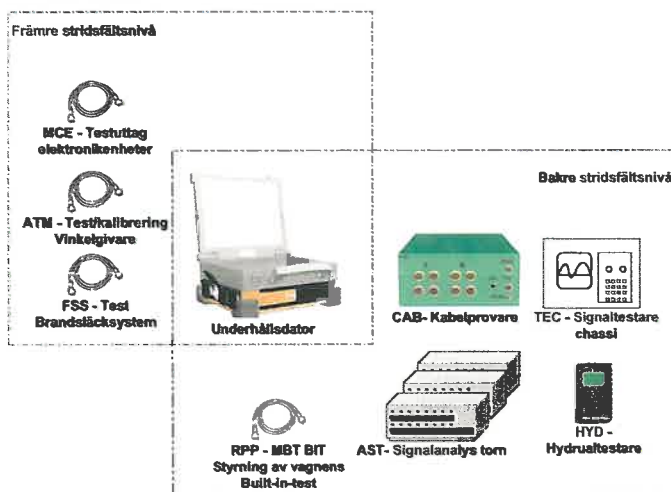 Främre stridsfältsnivå
MCE - Testuttag
elektronikenheter
Bakre stridsfältsnivå
ATM - Test/kalibrering
Vinkelgivare
FSS - Test
Brandsläcksystem
Underhållsdator
CAB- Kabelprovare
TEC - Signaltestare
chassi
RPP - MBT BIT
Styrning av vagnens
Built-in-test
AST- Signalanalys torn
HYD -
Hydrualtestare